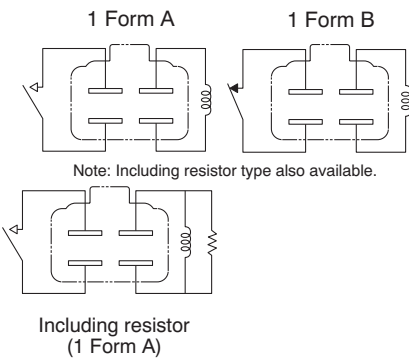 1 Form A
1 Form B
Note: Including resistor type also available.
Including resistor
(1 Form A)